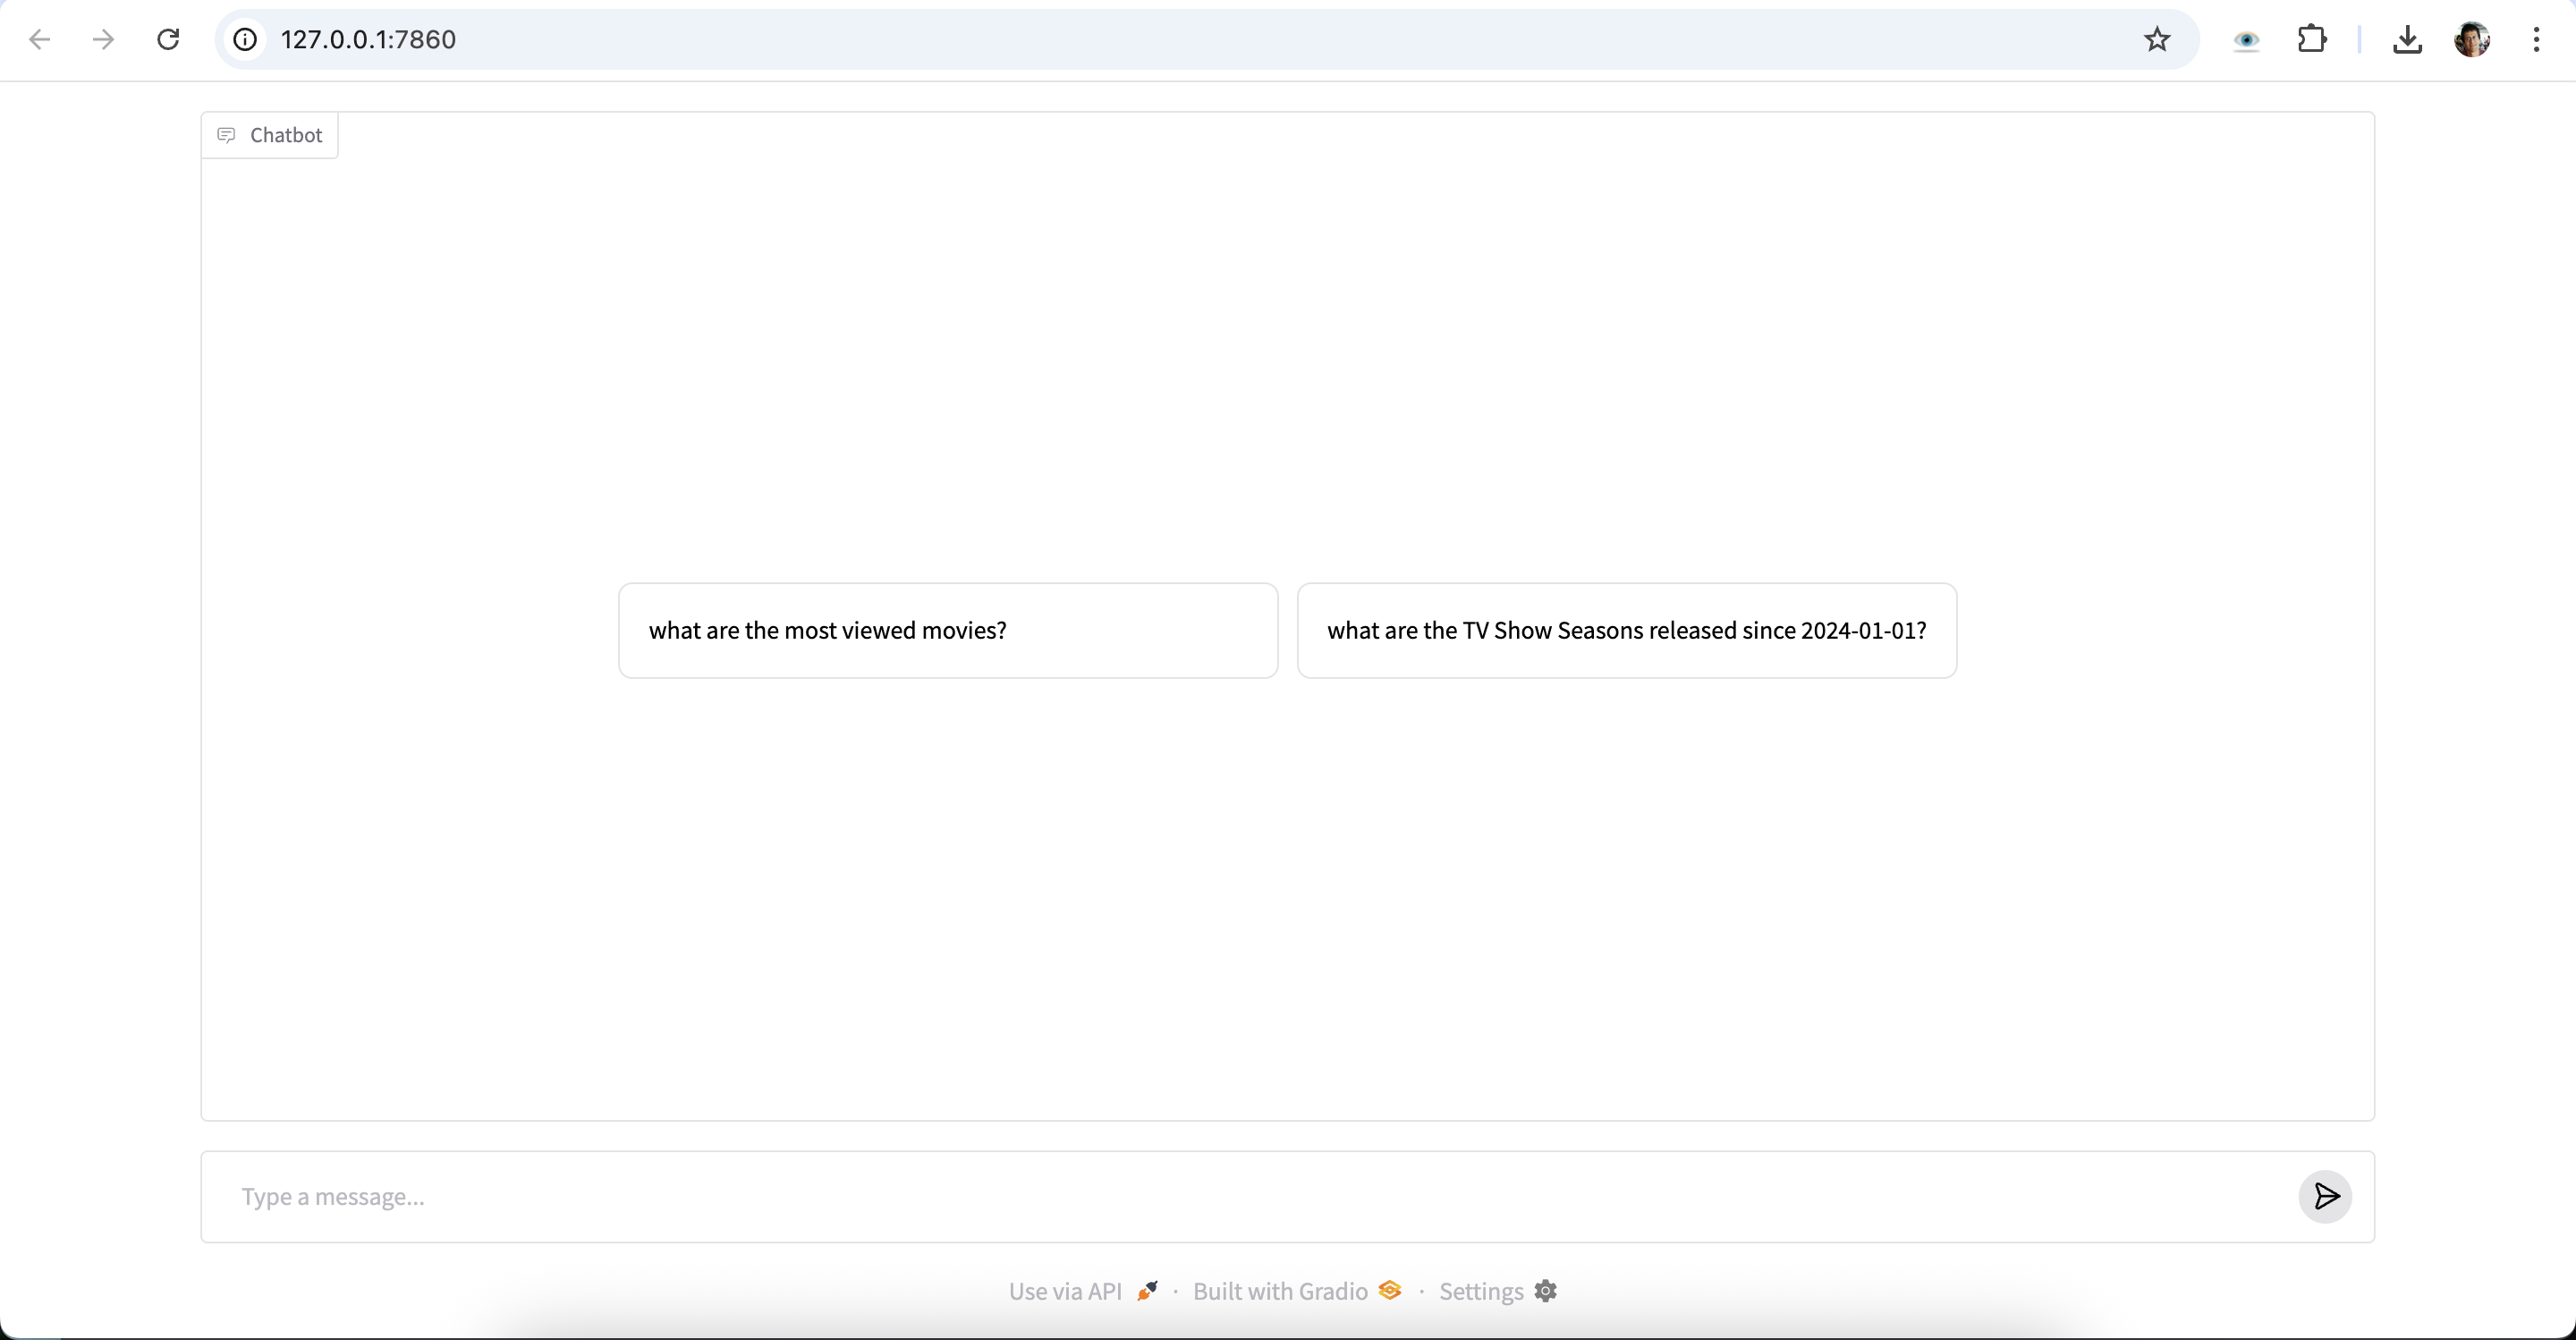 127.0.0.1:7860
Chatbot
what are the most viewed movies?
what are the TV Show Seasons released since 2024-01-01?
Type a message...
Use via API · Built with Gradio · Settings